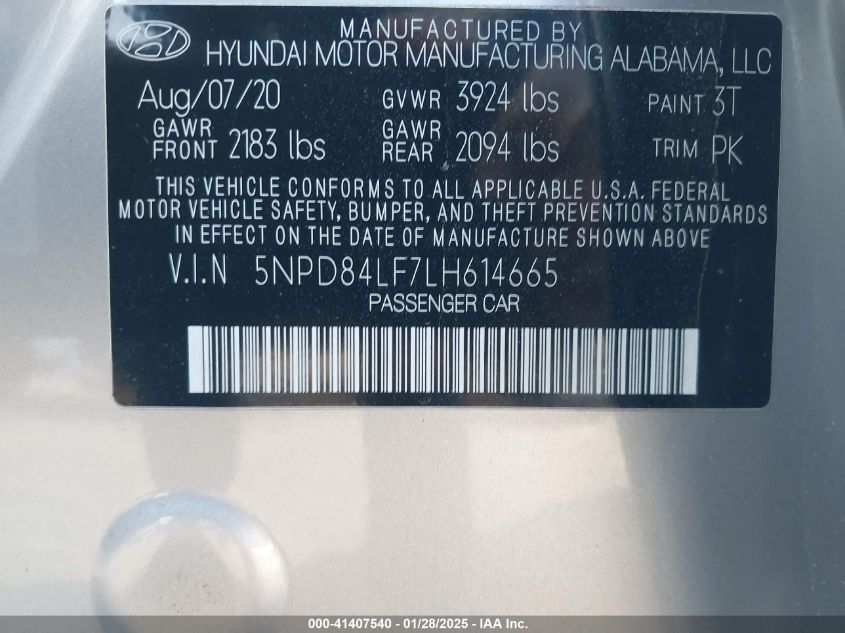 MANUFACTURED BY
HYUNDAI MOTOR MANUFACTURING ALABAMA, LLC
Aug/07/20 GVWR 3924 lbs PAINT 3T
GAWR FRONT 2183 lbs GAWR REAR 2094 lbs TRIM PK
THIS VEHICLE CONFORMS TO ALL APPLICABLE U.S.A. FEDERAL
MOTOR VEHICLE SAFETY, BUMPER, AND THEFT PREVENTION STANDARDS
IN EFFECT ON THE DATE OF MANUFACTURE SHOWN ABOVE
V.I.N 5NPD84LF7LH614665
PASSENGER CAR
000-41407540 - 01/28/2025 - IAA Inc.